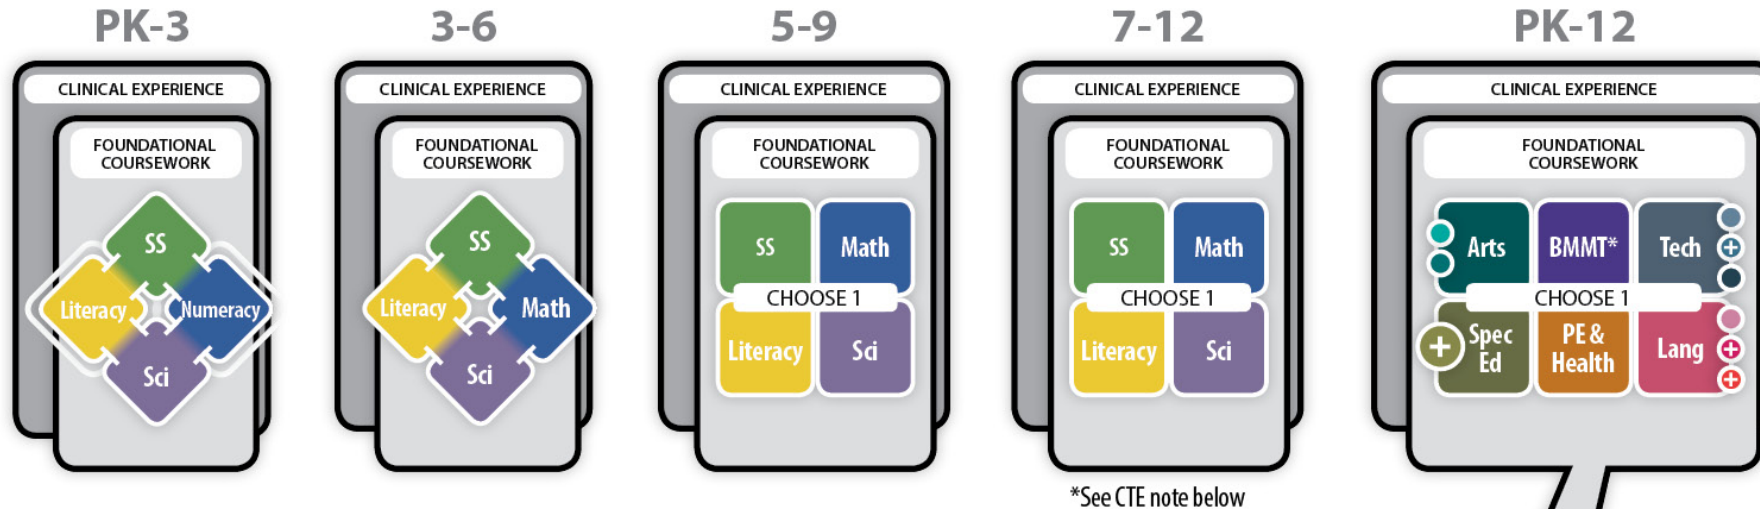 PK-3
CLINICAL EXPERIENCE
FOUNDATIONAL
COURSEWORK
SS
Literacy
Numeracy
Sci
3-6
CLINICAL EXPERIENCE
FOUNDATIONAL
COURSEWORK
SS
Literacy
Math
Sci
5-9
CLINICAL EXPERIENCE
FOUNDATIONAL
COURSEWORK
SS
Math
CHOOSE 1
Literacy
Sci
7-12
CLINICAL EXPERIENCE
FOUNDATIONAL
COURSEWORK
SS
Math
CHOOSE 1
Literacy
Sci
*See CTE note below
PK-12
CLINICAL EXPERIENCE
FOUNDATIONAL
COURSEWORK
Arts
BMMT*
Tech
+
CHOOSE 1
+
Spec
Ed
PE &
Health
Lang
+
+